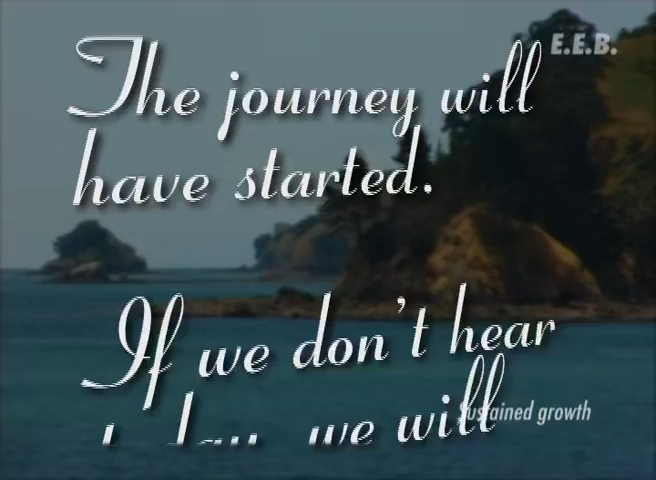 E.E.B.
The journey will
have started.
If we don't hear
we will
Sustained growth